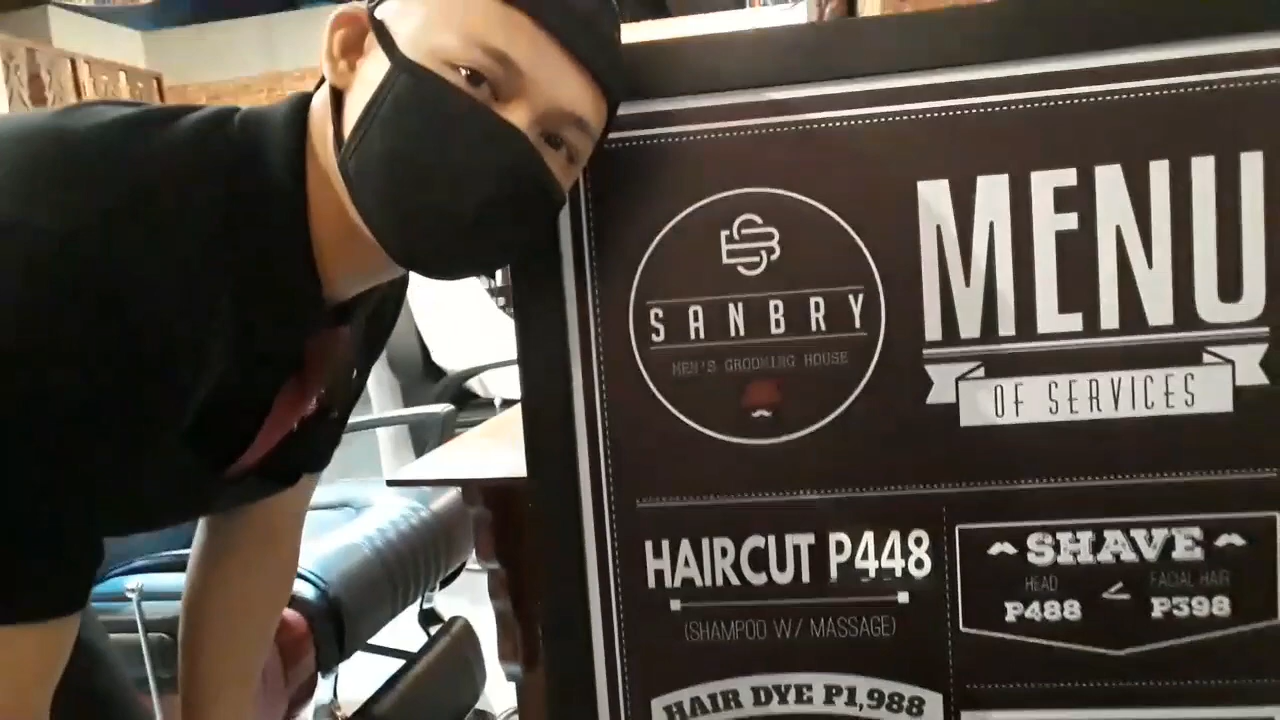 SB
SANBRY
MEN'S GROOMING HOUSE
MENU
OF SERVICES
HAIRCUT P448
(SHAMPOO W/ MASSAGE)
SHAVE
HEAD
P488
FACIAL HAIR
P398
HAIR DYE P1,988